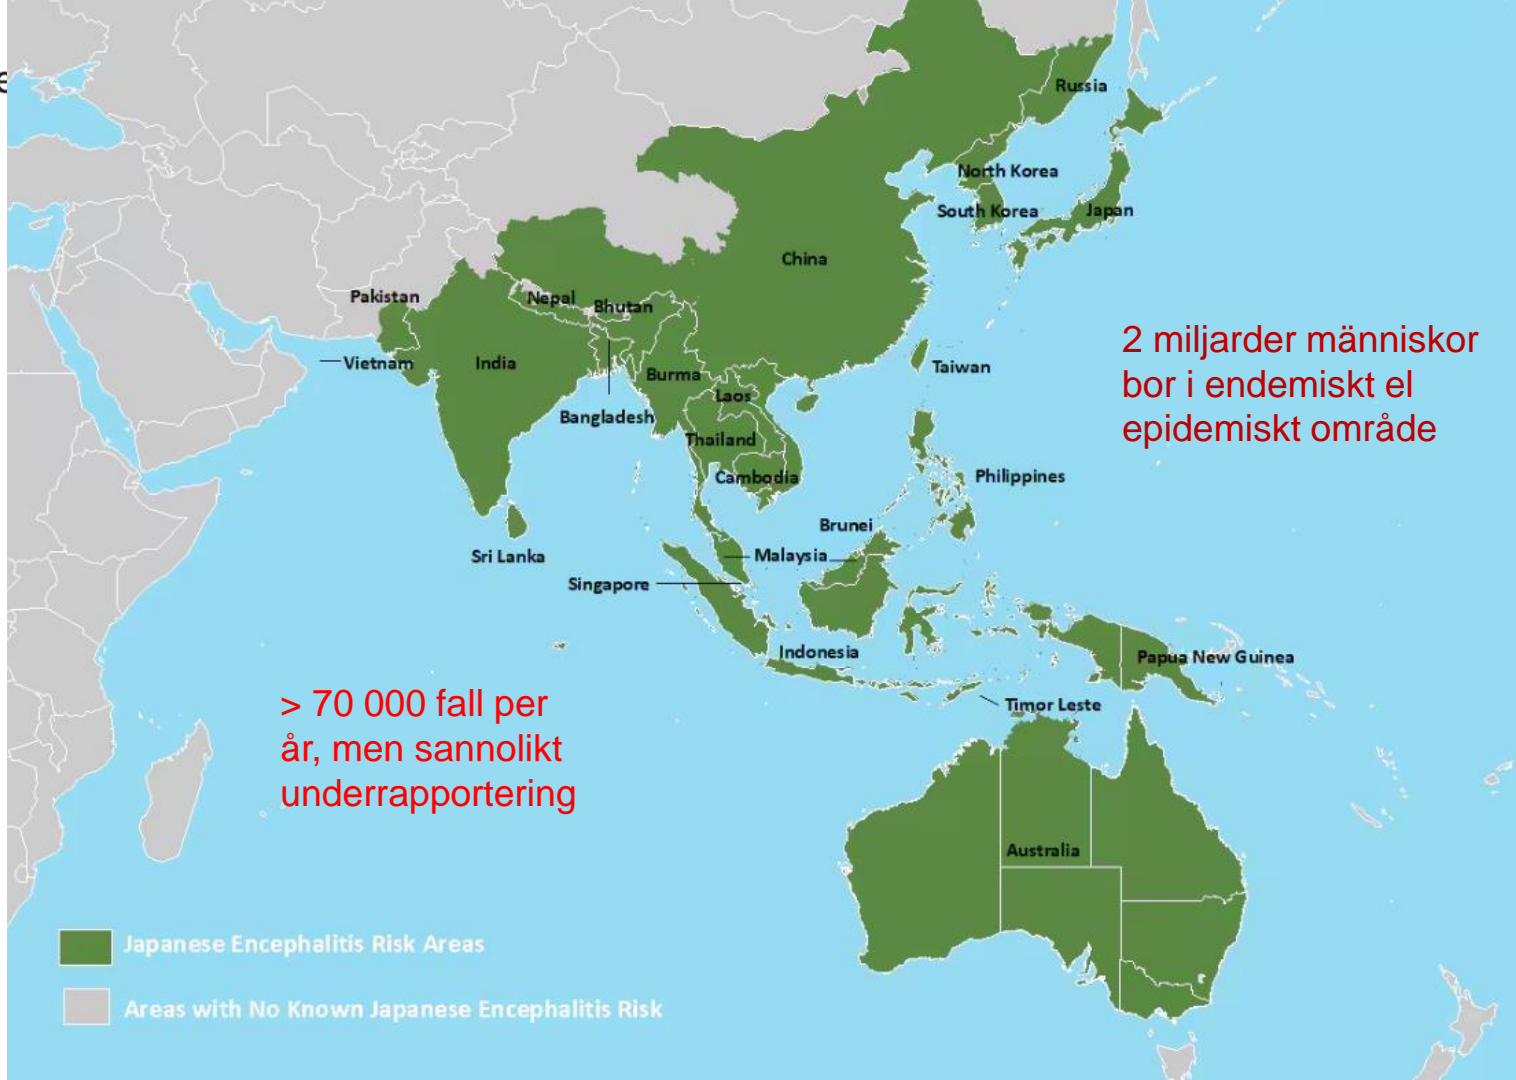 e
Russia
North Korea
South Korea
Japan
China
Pakistan
Nepal
Bhutan
Vietnam
India
Burma
Taiwan
Laos
Bangladesh
Thailand
Cambodia
Philippines
Brunei
Sri Lanka
Malaysia
Singapore
Indonesia
Papua New Guinea
Timor Leste
Australia
2 miljarder människor
bor i endemiskt el
epidemiskt område
> 70 000 fall per
år, men sannolikt
underrapportering
Japanese Encephalitis Risk Areas
Areas with No Known Japanese Encephalitis Risk